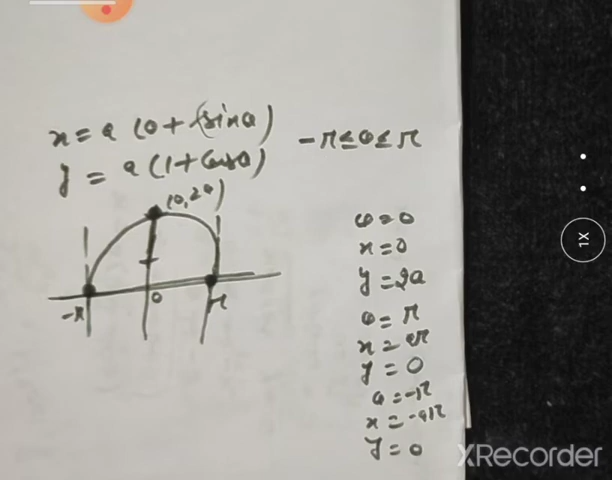 x = a (θ + sinθ)
-π ≤ θ ≤ π
y = a (1 + cosθ)
(0, 2a)
-π
0
π
θ = 0
x = 0
y = 2a
θ = π
x = aπ
y = 0
θ = -π
x = -aπ
y = 0
1X
XRecorder